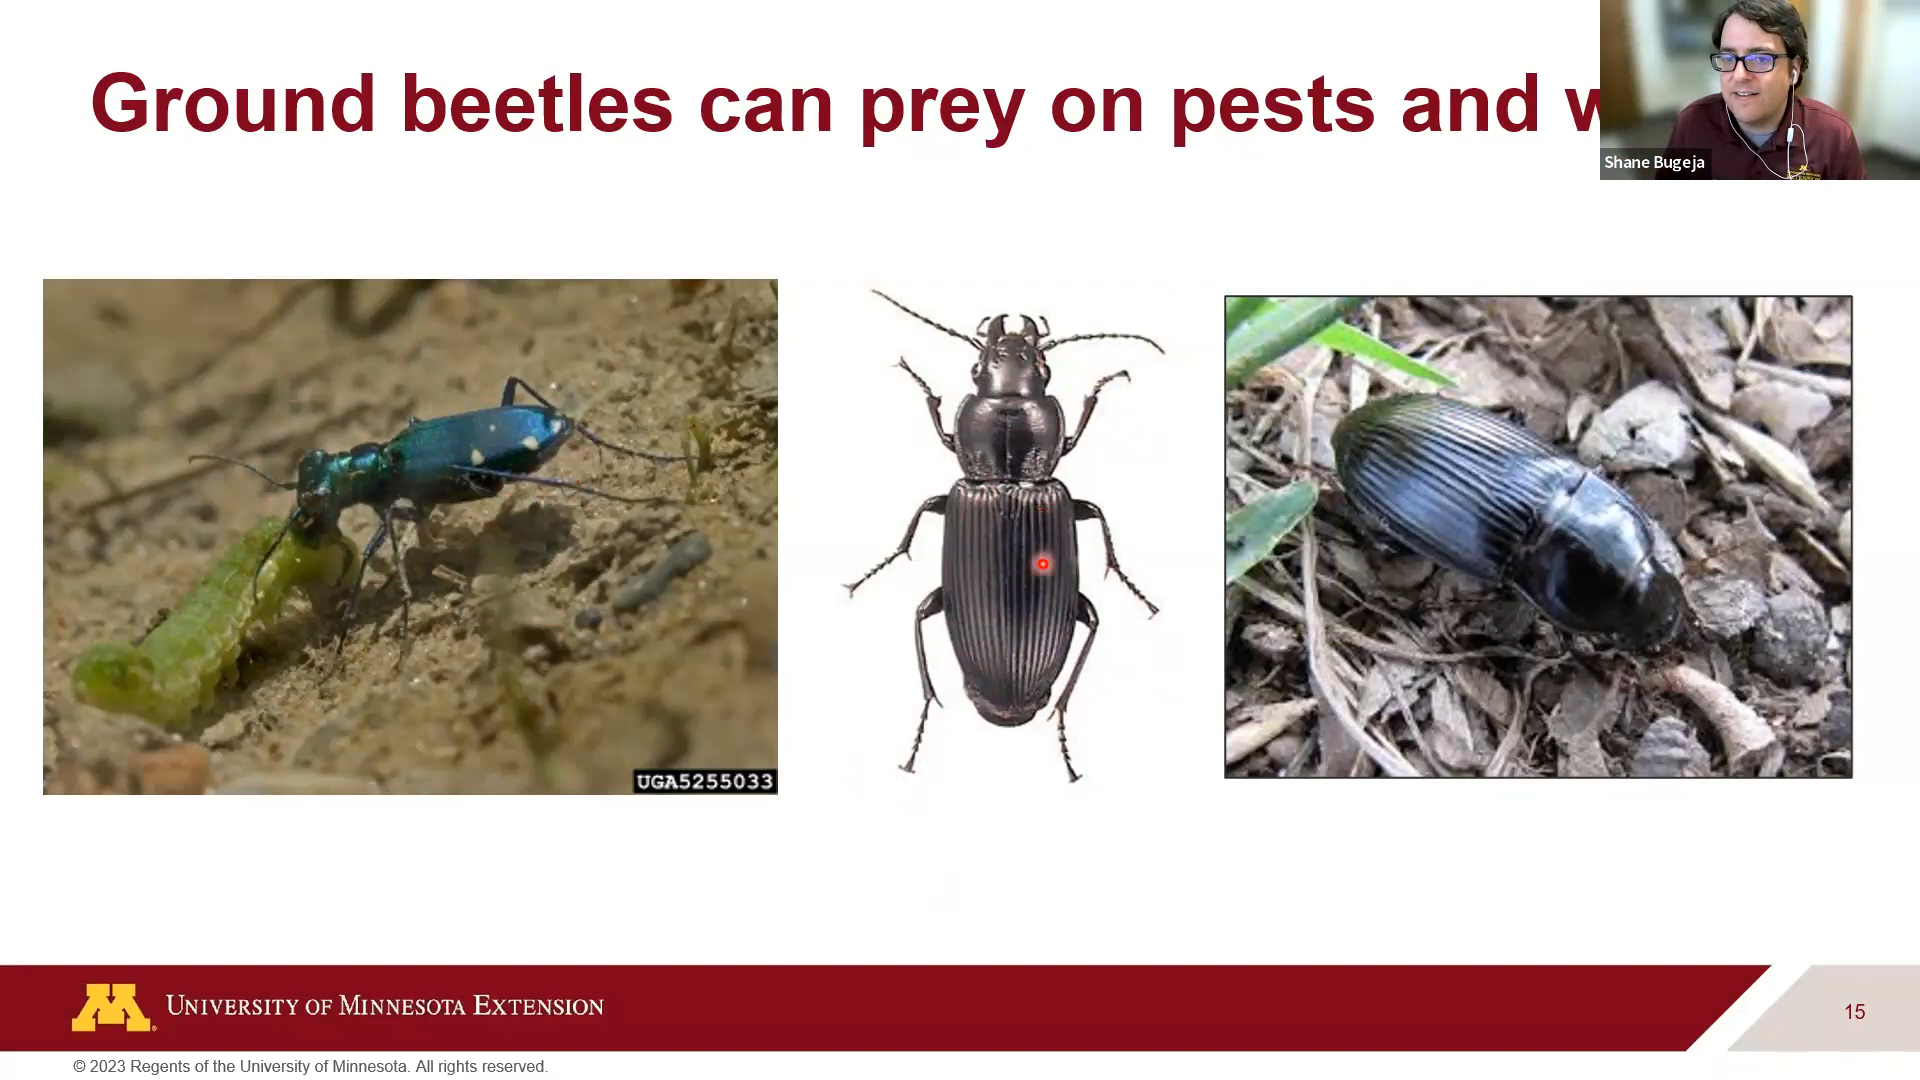 Ground beetles can prey on pests and
Shane Bugeja
UGA5255033
UNIVERSITY OF MINNESOTA EXTENSION
15
© 2023 Regents of the University of Minnesota. All rights reserved.